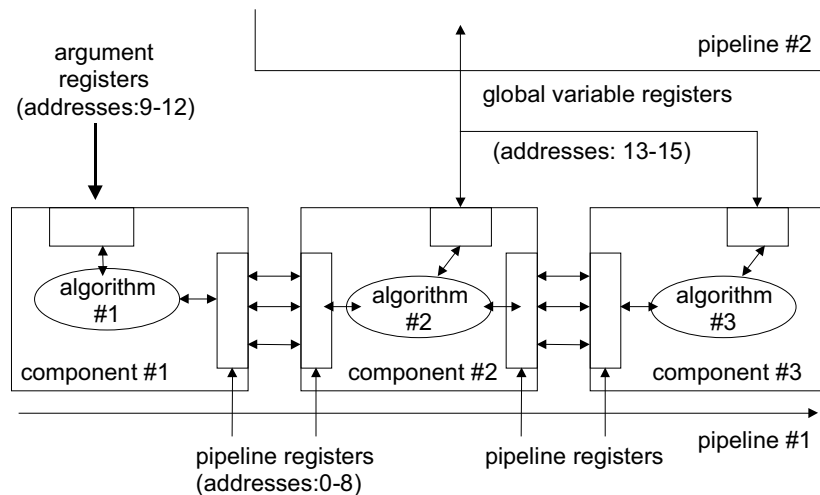 argument
registers
(addresses:9-12)
pipeline #2
global variable registers
(addresses: 13-15)
algorithm
#1
algorithm
#2
algorithm
#3
component #1
component #2
component #3
pipeline #1
pipeline registers
(addresses:0-8)
pipeline registers